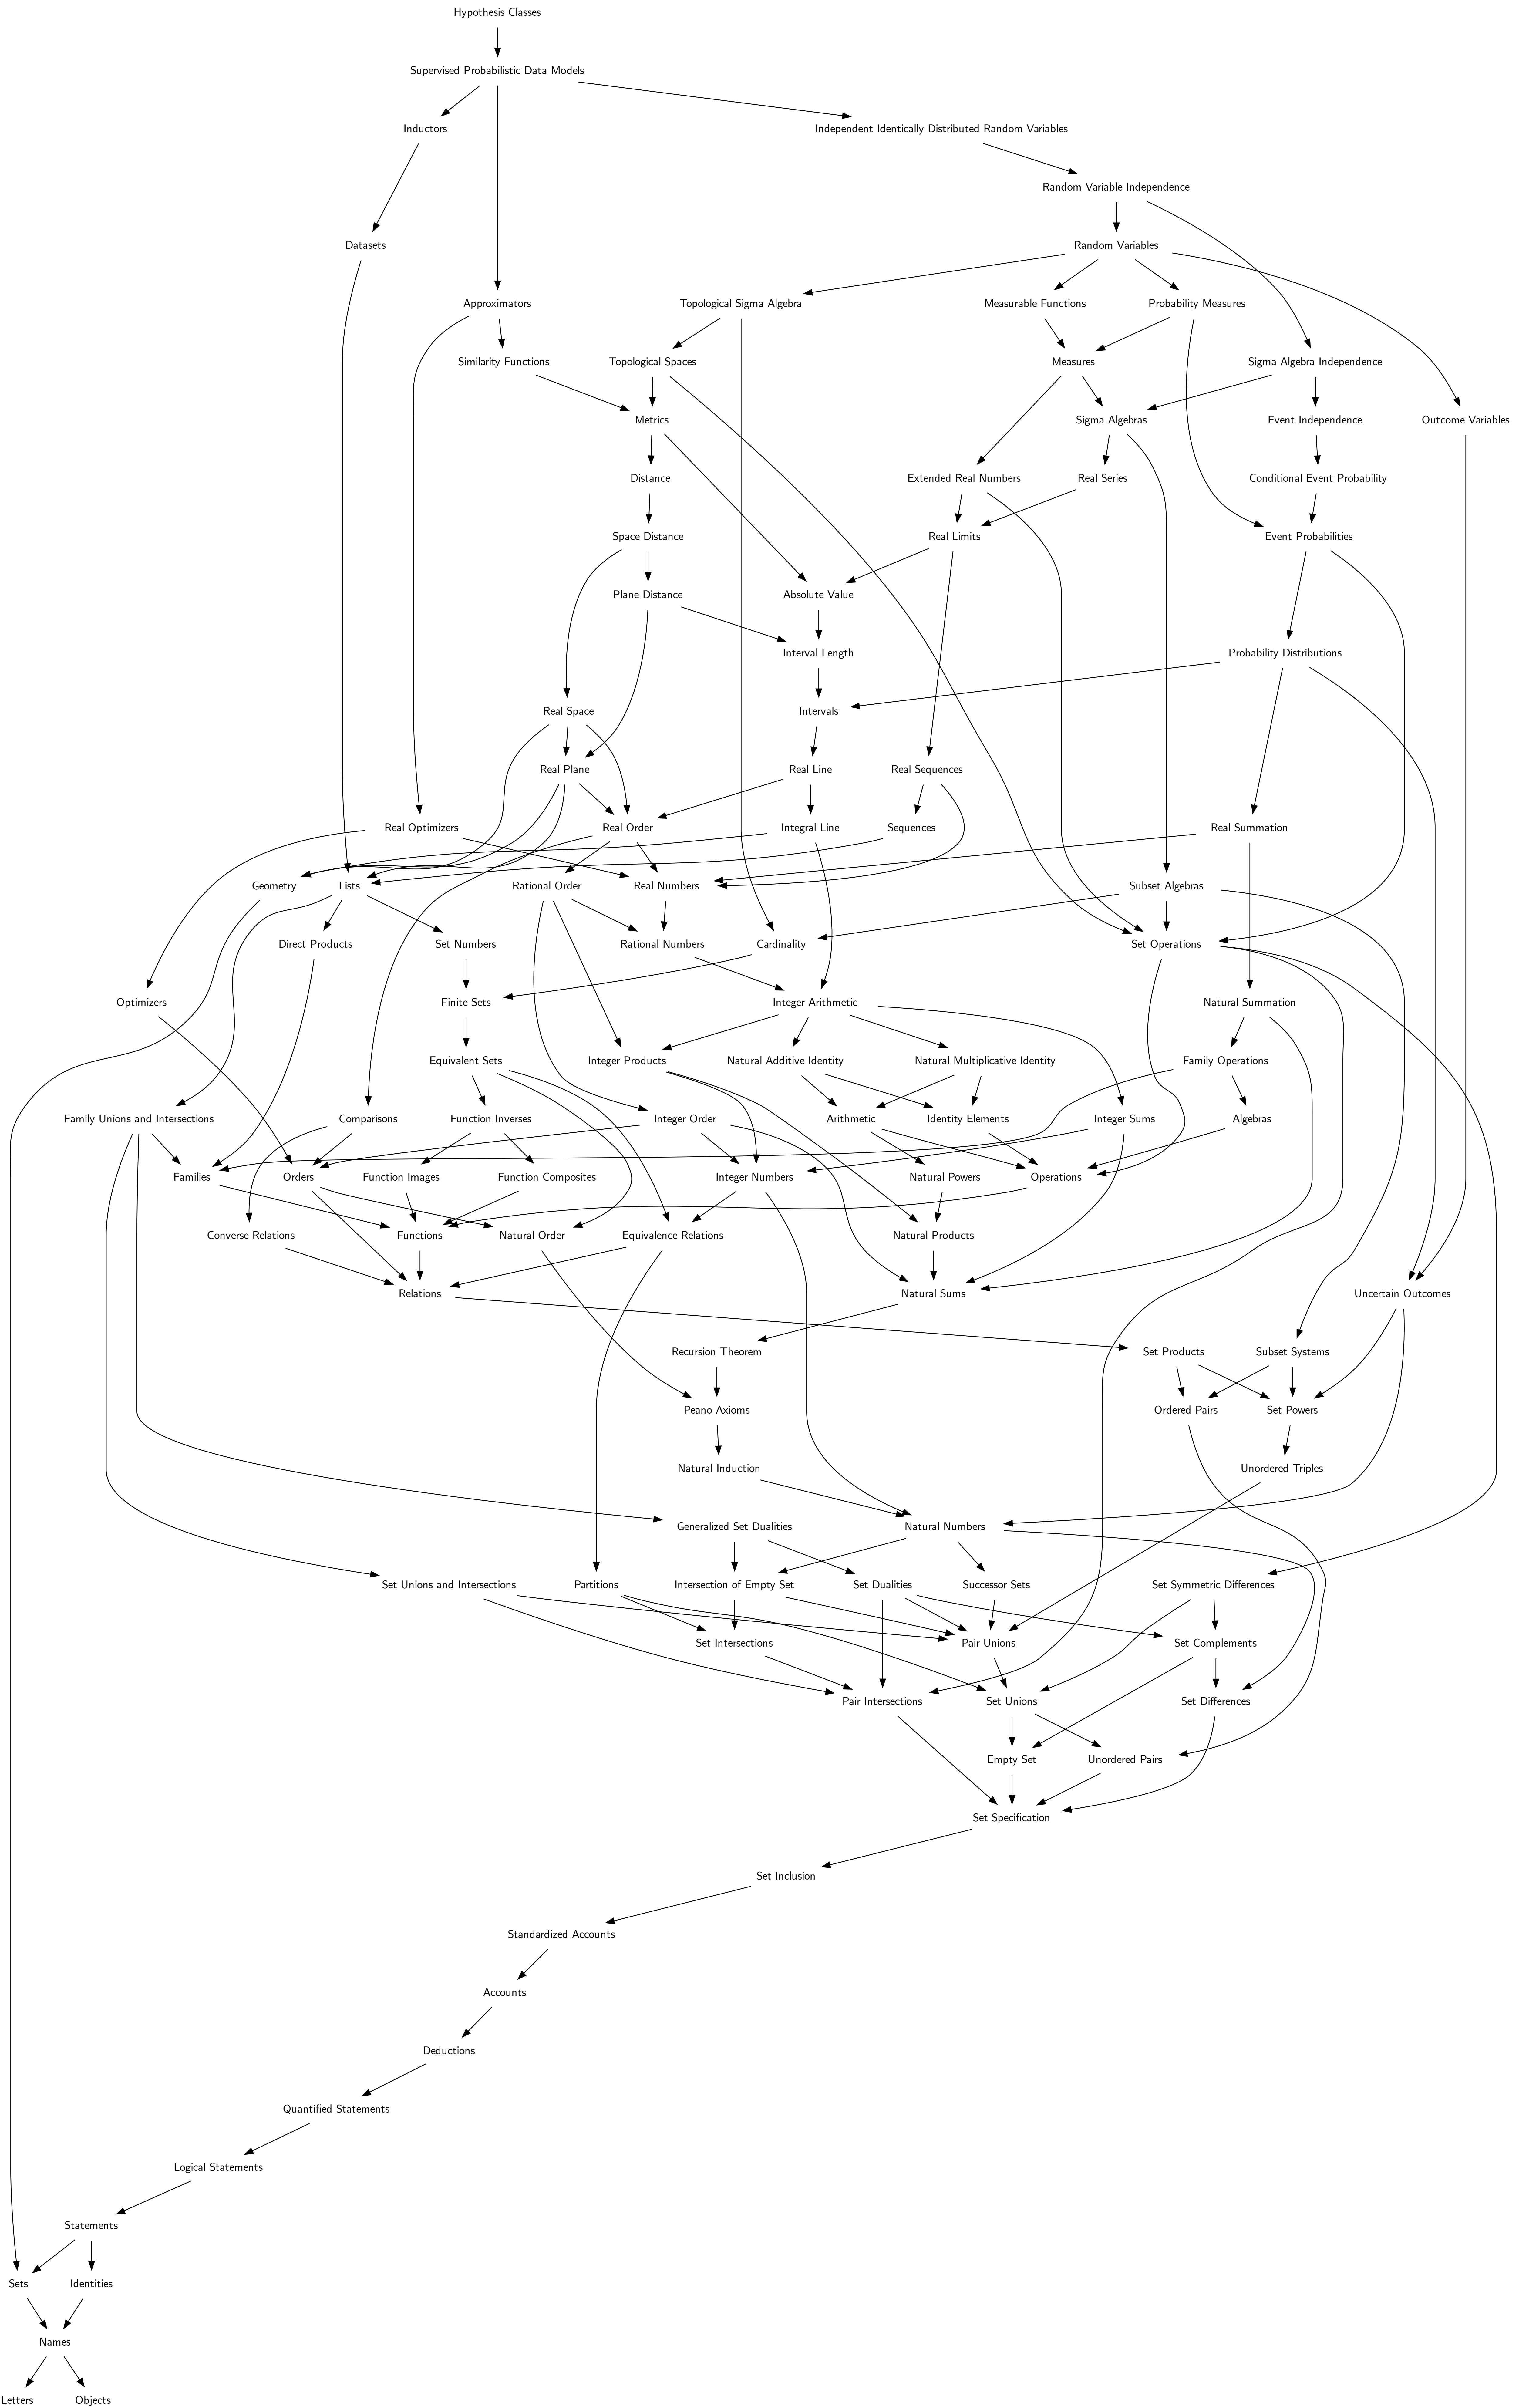 Hypothesis Classes
Supervised Probabilistic Data Models
Inductors
Independent Identically Distributed Random Variables
Random Variable Independence
Datasets
Random Variables
Approximators
Topological Sigma Algebra
Measurable Functions
Probability Measures
Similarity Functions
Topological Spaces
Measures
Sigma Algebra Independence
Metrics
Sigma Algebras
Event Independence
Outcome Variables
Distance
Extended Real Numbers
Real Series
Conditional Event Probability
Space Distance
Real Limits
Event Probabilities
Plane Distance
Absolute Value
Interval Length
Probability Distributions
Real Space
Intervals
Real Plane
Real Line
Real Sequences
Real Optimizers
Real Order
Integral Line
Sequences
Real Summation
Geometry
Lists
Rational Order
Real Numbers
Subset Algebras
Direct Products
Set Numbers
Rational Numbers
Cardinality
Set Operations
Optimizers
Finite Sets
Integer Arithmetic
Natural Summation
Equivalent Sets
Integer Products
Natural Additive Identity
Natural Multiplicative Identity
Family Operations
Family Unions and Intersections
Comparisons
Function Inverses
Integer Order
Arithmetic
Identity Elements
Integer Sums
Algebras
Families
Orders
Function Images
Function Composites
Integer Numbers
Natural Powers
Operations
Converse Relations
Functions
Natural Order
Equivalence Relations
Natural Products
Relations
Natural Sums
Uncertain Outcomes
Recursion Theorem
Set Products
Subset Systems
Peano Axioms
Ordered Pairs
Set Powers
Natural Induction
Unordered Triples
Generalized Set Dualities
Natural Numbers
Set Unions and Intersections
Partitions
Intersection of Empty Set
Set Dualities
Successor Sets
Set Symmetric Differences
Set Intersections
Pair Unions
Set Complements
Pair Intersections
Set Unions
Set Differences
Empty Set
Unordered Pairs
Set Specification
Set Inclusion
Standardized Accounts
Accounts
Deductions
Quantified Statements
Logical Statements
Statements
Sets
Identities
Names
Letters
Objects